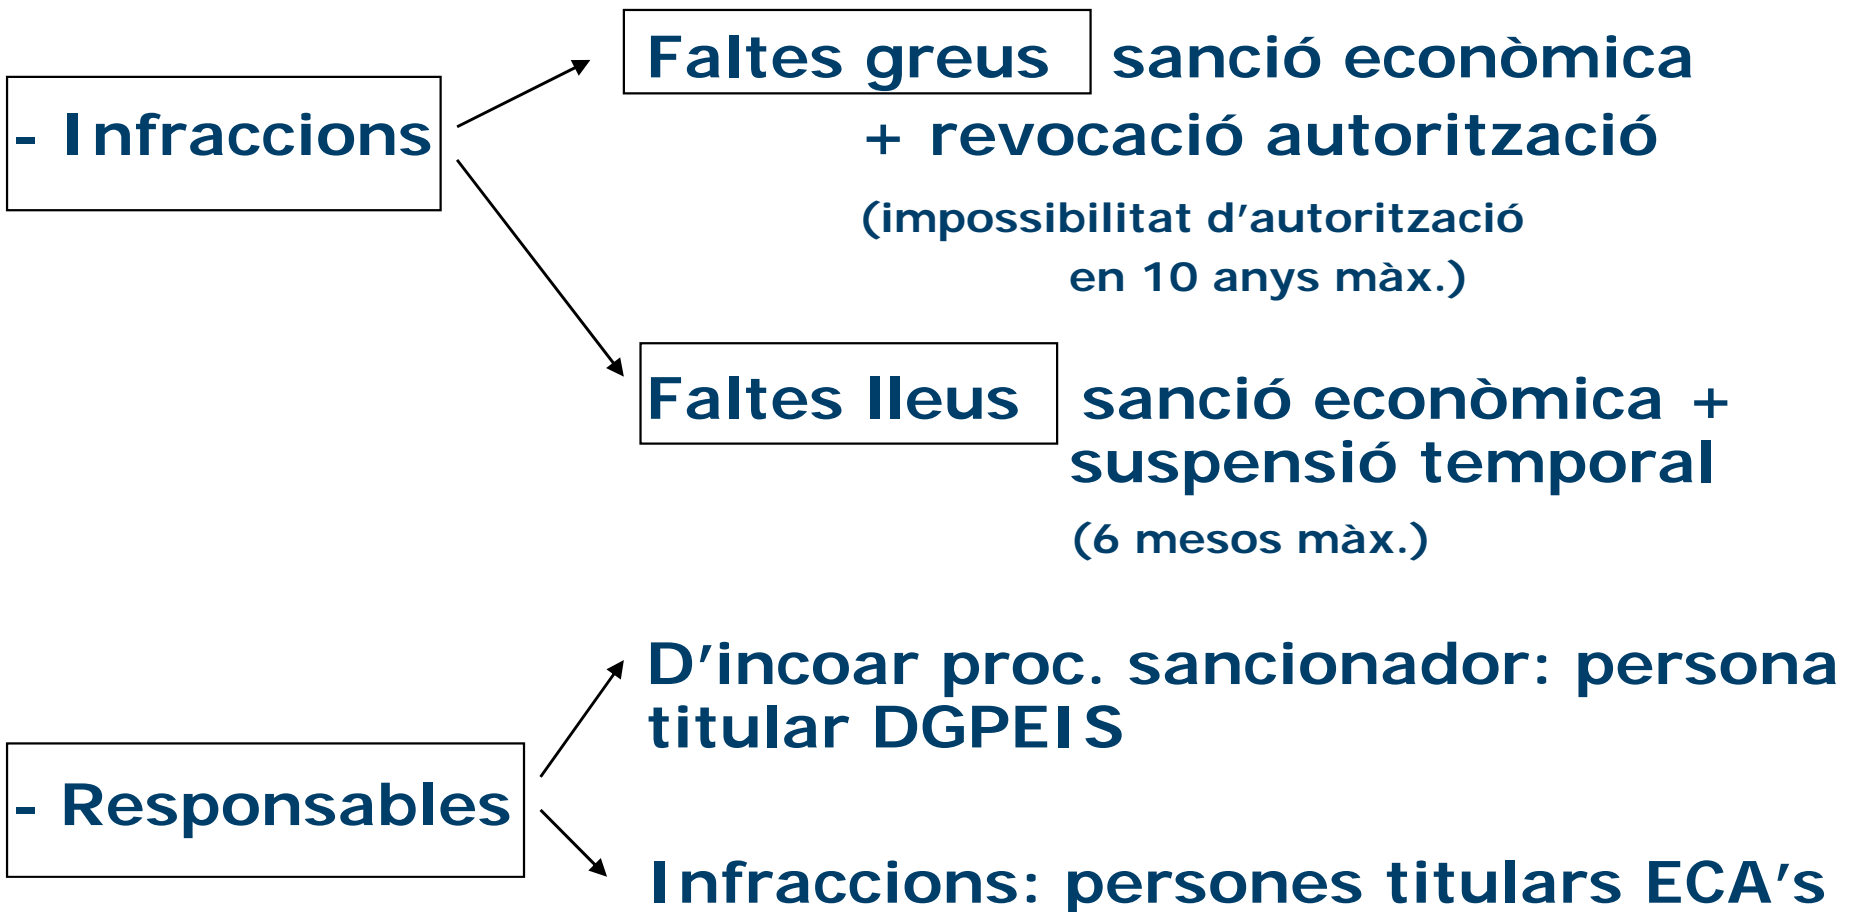 - Infraccions
Faltes greus sanció econòmica
+ revocació autorització
(impossibilitat d’autorització
en 10 anys màx.)
Faltes lleus sanció econòmica +
suspensió temporal
(6 mesos màx.)
- Responsables
D’incoar proc. sancionador: persona
titular DGPEIS
Infraccions: persones titulars ECA’s